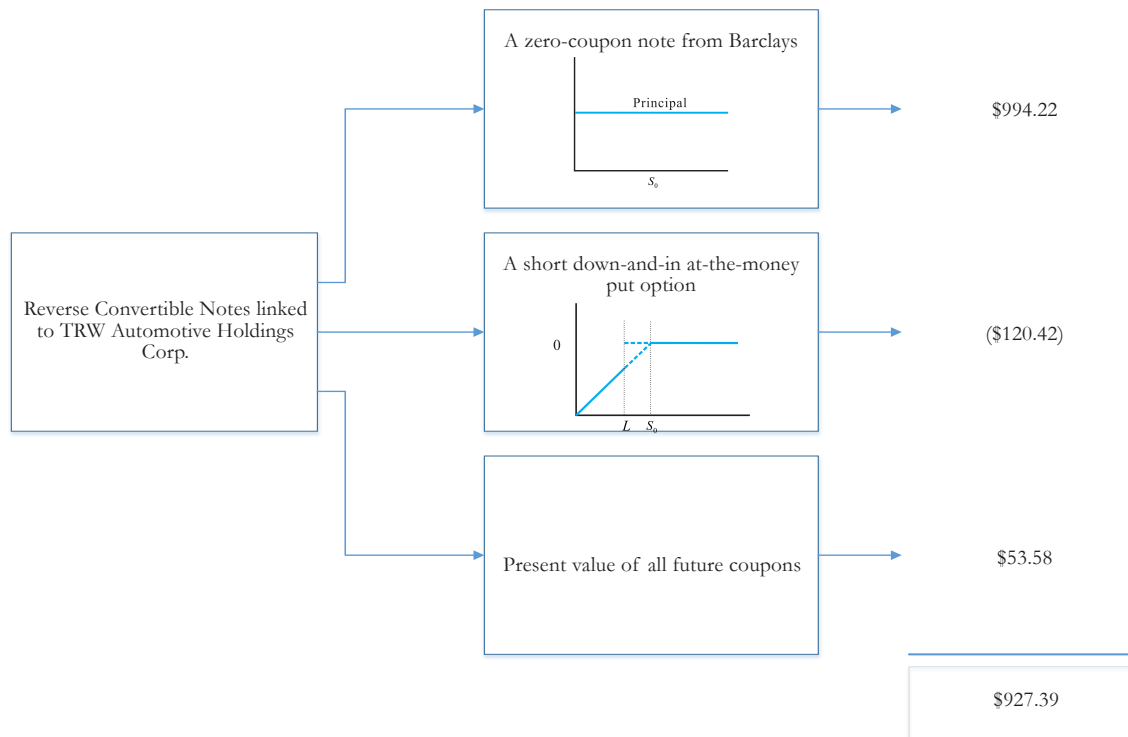 A zero-coupon note from Barclays
Principal
S₀
$994.22
Reverse Convertible Notes linked
to TRW Automotive Holdings
Corp.
A short down-and-in at-the-money
put option
0
L S₀
($120.42)
Present value of all future coupons
$53.58
$927.39